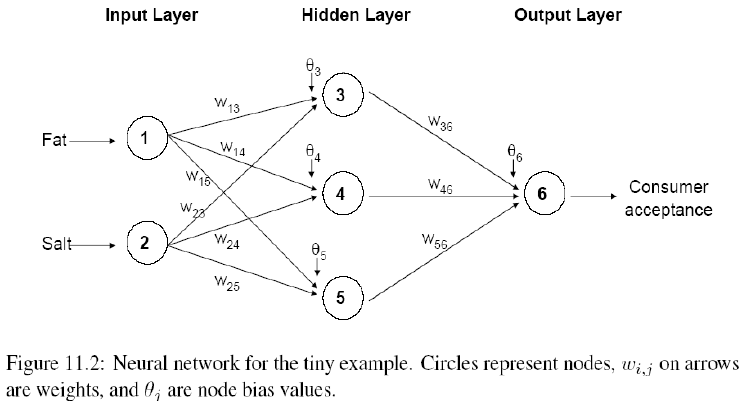 Input Layer
Hidden Layer
Output Layer
θ3
3
W13
W36
Fat
1
W14
θ4
θ6
W15
4
W46
6
Consumer
acceptance
W23
Salt
2
W24
W56
θ5
W25
5
Figure 11.2: Neural network for the tiny example. Circles represent nodes, wi,j on arrows
are weights, and θj are node bias values.